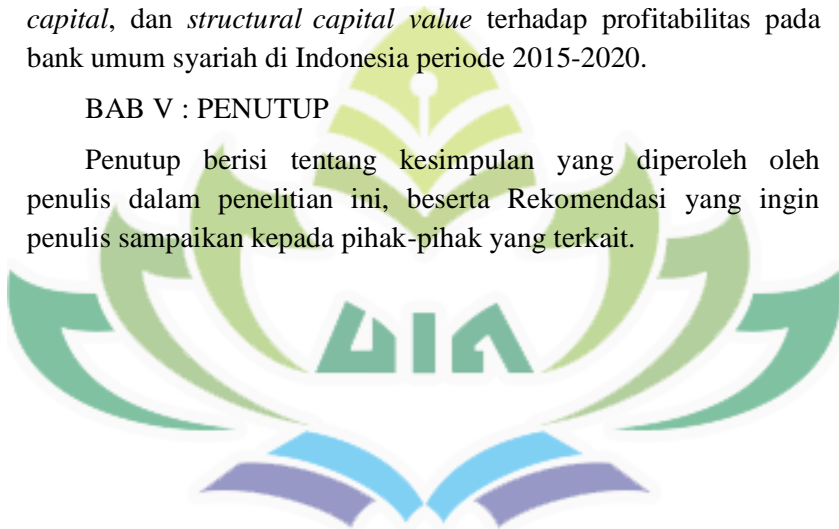 capital, dan structural capital value terhadap profitabilitas pada
bank umum syariah di Indonesia periode 2015-2020.
BAB V : PENUTUP
Penutup berisi tentang kesimpulan yang diperoleh oleh
penulis dalam penelitian ini, beserta Rekomendasi yang ingin
penulis sampaikan kepada pihak-pihak yang terkait.
UIN